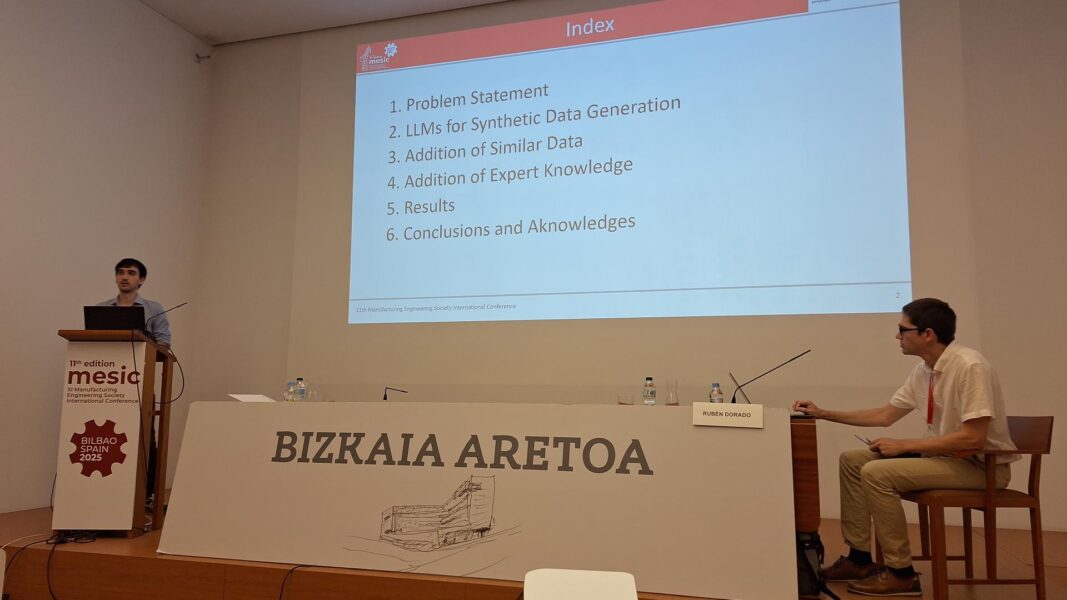 Index
mesic
1. Problem Statement
2. LLMs for Synthetic Data Generation
3. Addition of Similar Data
4. Addition of Expert Knowledge
5. Results
6. Conclusions and Aknowledges
11th Manufacturing Engineering Society International Conference
2
11th edition
mesic
XI Manufacturing
Engineering Society
International Conference
BILBAO
SPAIN
2025
RUBÉN DORADO
BIZKAIA ARETOA